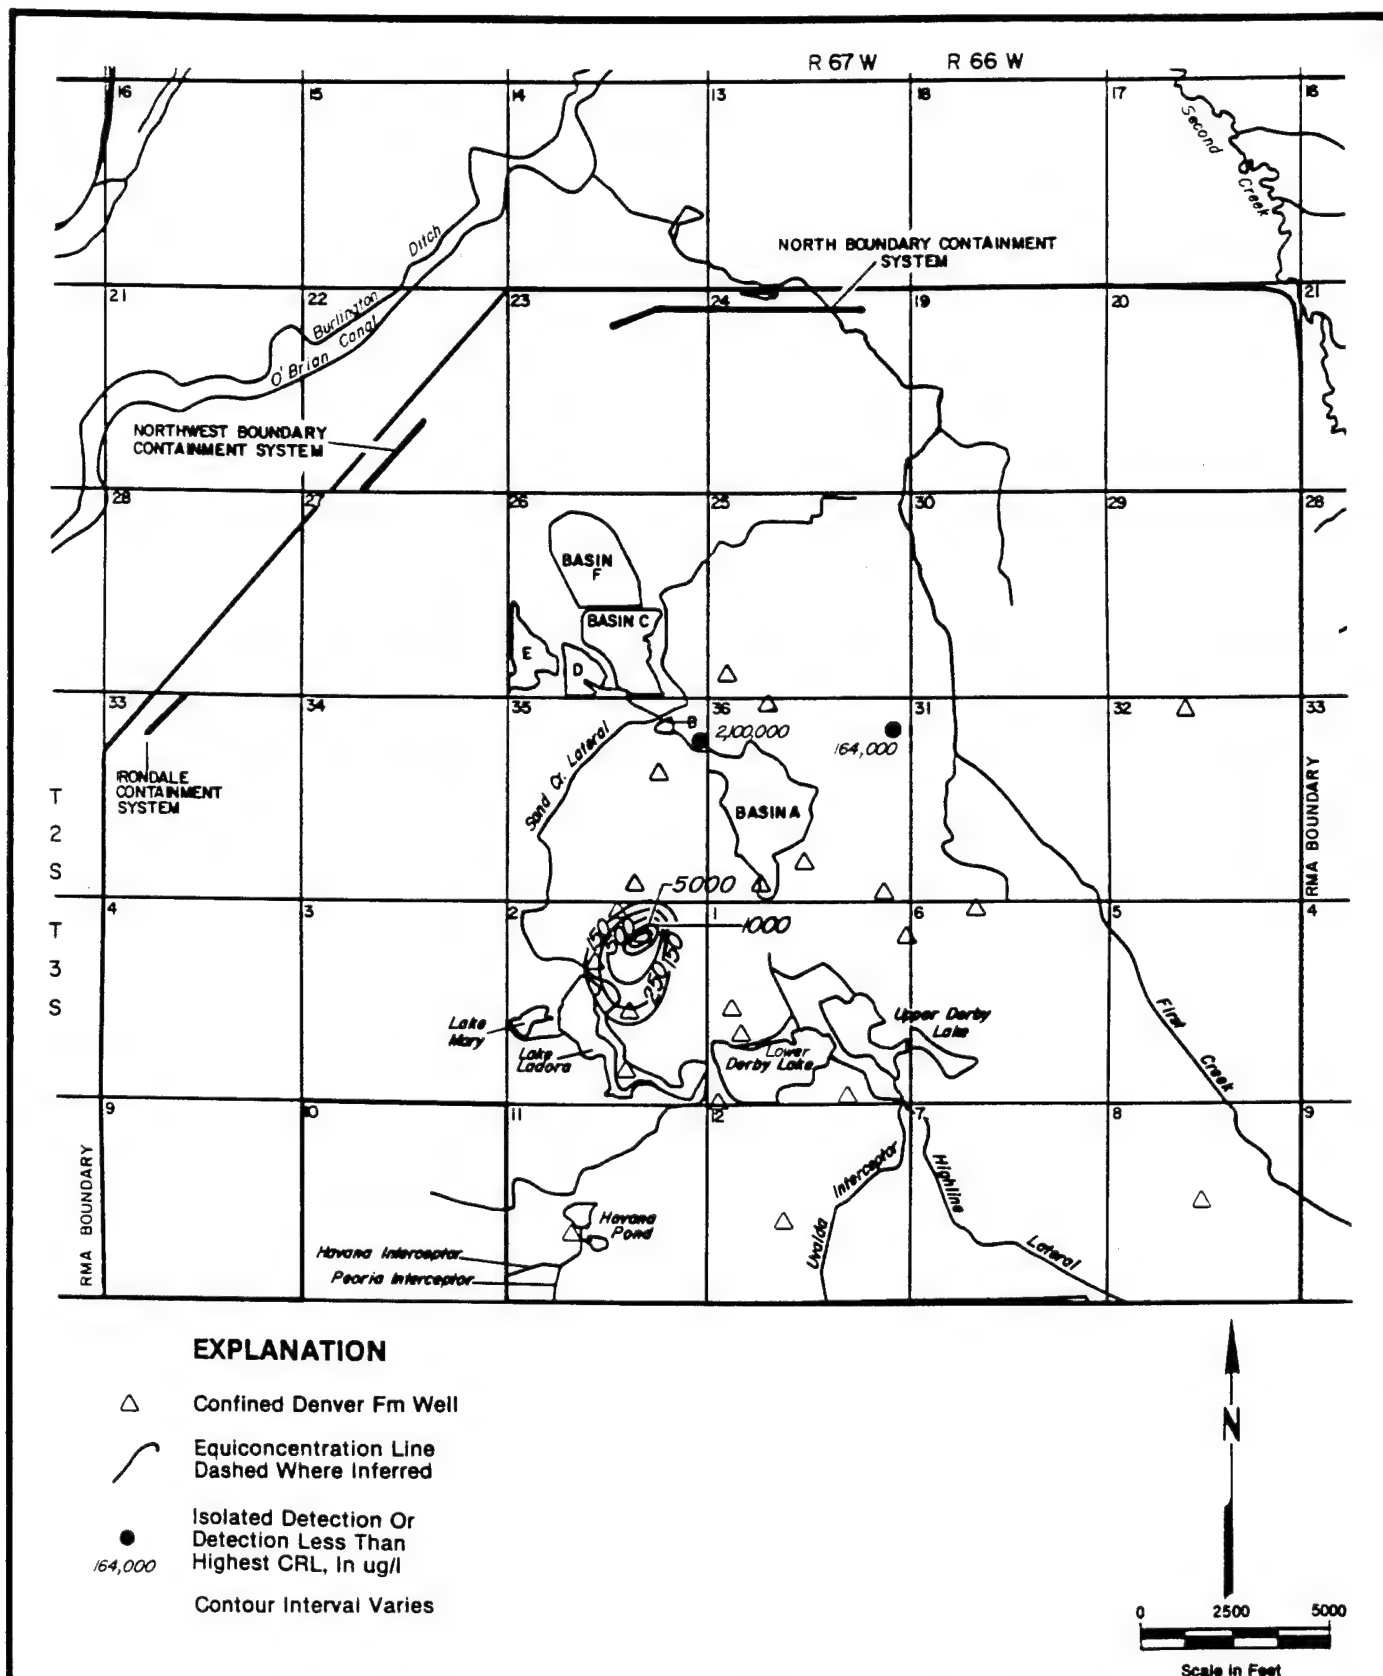 R 67 W
R 66 W
16
15
14
13
18
17
16
Second
Creek
Ditch
NORTH BOUNDARY CONTAINMENT
SYSTEM
21
22
23
24
19
20
21
Burlington
O'Brian Canal
NORTHWEST BOUNDARY
CONTAINMENT SYSTEM
28
27
26
25
30
29
28
BASIN
F
BASIN C
E
D
33
34
35
36
31
32
33
B
2,100,000
164,000
Sand Cr. Lateral
IRONDALE
CONTAINMENT
SYSTEM
BASIN A
RMA BOUNDARY
T
2
S
5000
4
3
2
1
6
5
4
1000
T
3
S
150
250
150
First
Creek
Lake
Mary
Lake
Ladora
Upper Derby
Lake
Lower
Derby Lake
9
10
11
12
7
8
9
RMA BOUNDARY
Interceptor
Uvalda
Highline
Lateral
Havana
Pond
Havana Interceptor
Peoria Interceptor
EXPLANATION
Confined Denver Fm Well
Equiconcentration Line
Dashed Where Inferred
Isolated Detection Or
Detection Less Than
164,000 Highest CRL, In ug/l
Contour Interval Varies
N
0 2500 5000
Scale in Feet